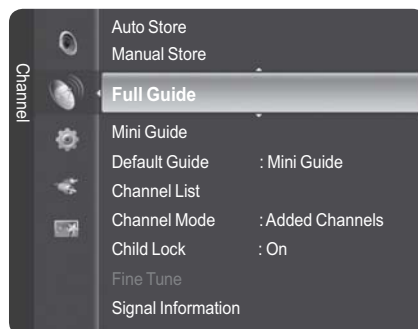 Channel
Auto Store
Manual Store
Full Guide
Mini Guide
Default Guide : Mini Guide
Channel List
Channel Mode : Added Channels
Child Lock : On
Fine Tune
Signal Information